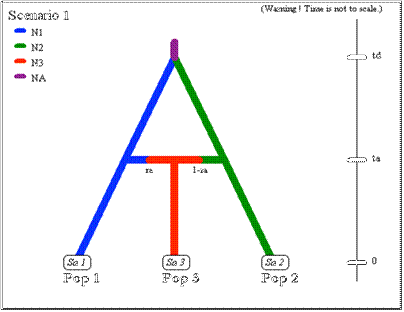 Scenario 1
(Warning ! Time is not to scale.)
N1
N2
N3
NA
td
ra
1-ra
ta
Sa 1
Sa 3
Sa 2
0
Pop 1
Pop 3
Pop 2